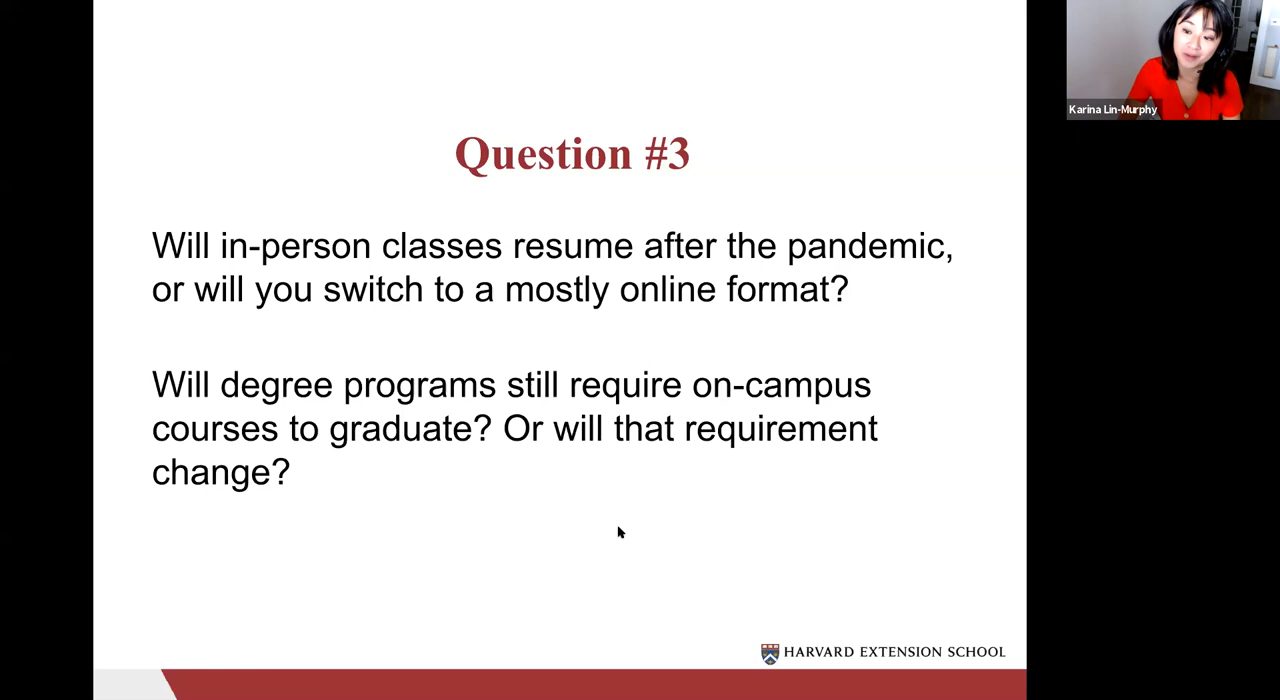 Karina Lin-Murphy
Question #3
Will in-person classes resume after the pandemic,
or will you switch to a mostly online format?
Will degree programs still require on-campus
courses to graduate? Or will that requirement
change?
HARVARD EXTENSION SCHOOL